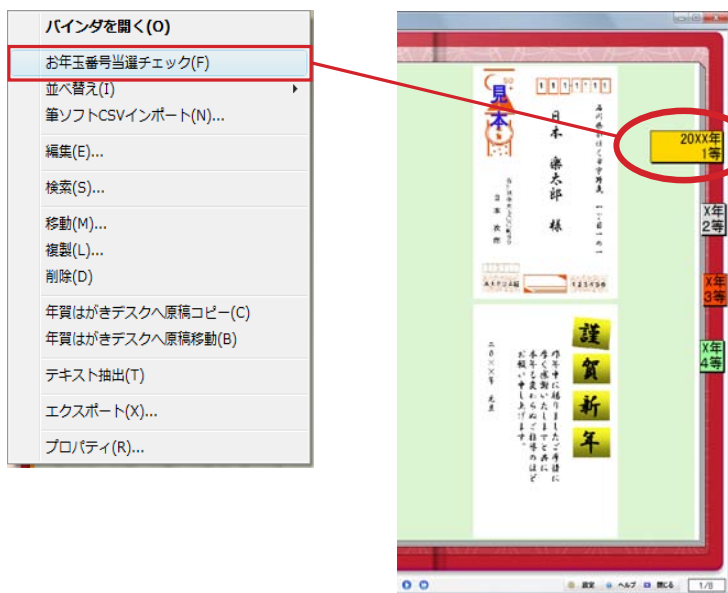 バインダを開く(O)
お年玉番号当選チェック(F)
並べ替え(I)
筆ソフトCSVインポート(N)...
編集(E)...
検索(S)...
移動(M)...
複製(L)...
削除(D)
年賀はがきデスクへ原稿コピー(C)
年賀はがきデスクへ原稿移動(B)
テキスト抽出(T)
エクスポート(X)...
プロパティ(R)...
見本
日本 楽太郎 様
20XX年
1等
X年
2等
X年
3等
X年
4等
謹賀新年
二〇××年 元旦
設定
ヘルプ
閉じる
1/8